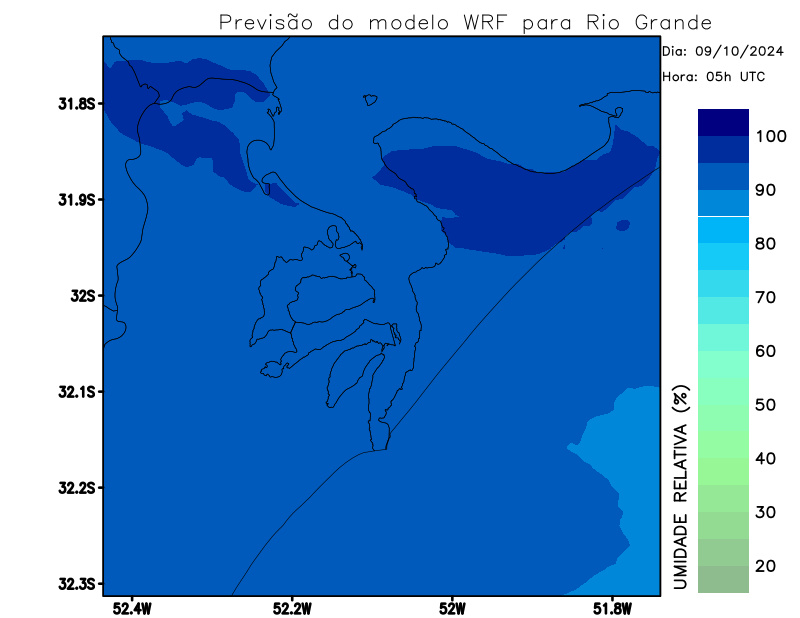 Previsão do modelo WRF para Rio Grande
Dia: 09/10/2024
Hora: 05h UTC
31.8S
31.9S
32S
32.1S
32.2S
32.3S
52.4W
52.2W
52W
51.8W
UMIDADE RELATIVA (%)
100
90
80
70
60
50
40
30
20